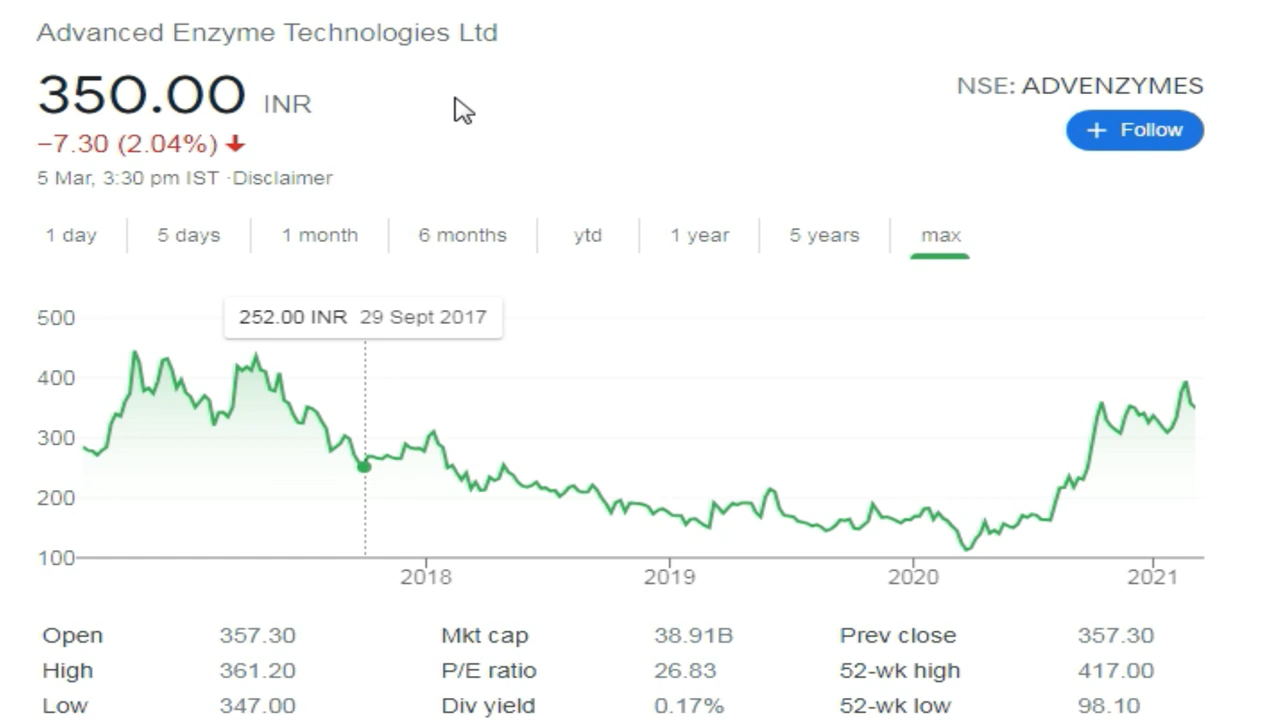 Advanced Enzyme Technologies Ltd
350.00 INR
NSE: ADVENZYMES
−7.30 (2.04%)
+ Follow
5 Mar, 3:30 pm IST ·Disclaimer
1 day 5 days 1 month 6 months ytd 1 year 5 years max
252.00 INR 29 Sept 2017
500
400
300
200
100
2018 2019 2020 2021
Open 357.30 Mkt cap 38.91B Prev close 357.30
High 361.20 P/E ratio 26.83 52-wk high 417.00
Low 347.00 Div yield 0.17% 52-wk low 98.10